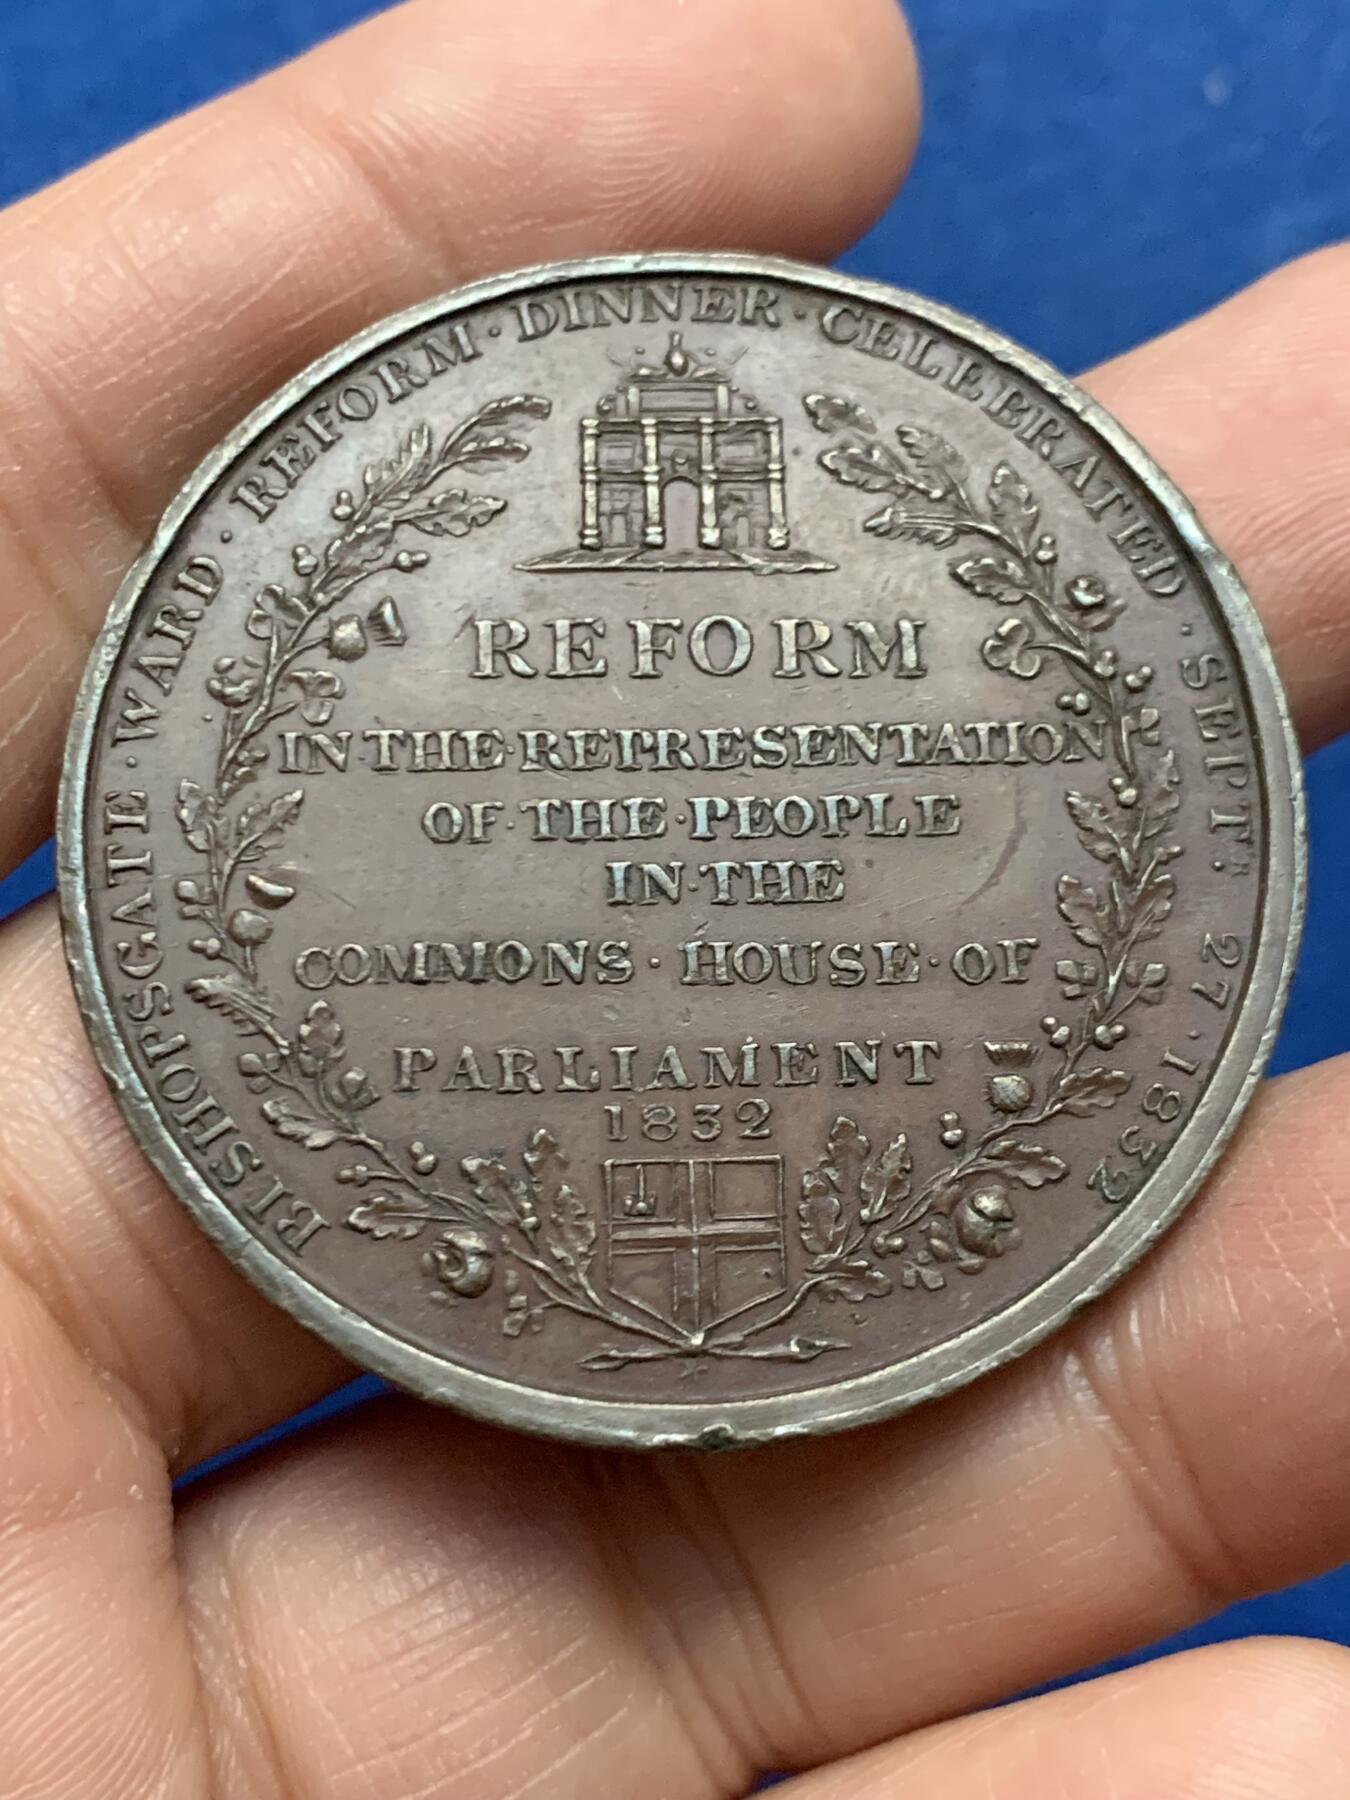 BISHOPSGATE · WARD · REFORM · DINNER · CELEBRATED · SEPTR 27 · 1832
REFORM
IN THE · REPRESENTATION
OF · THE · PEOPLE
IN · THE
COMMONS · HOUSE · OF
PARLIAMENT
1832